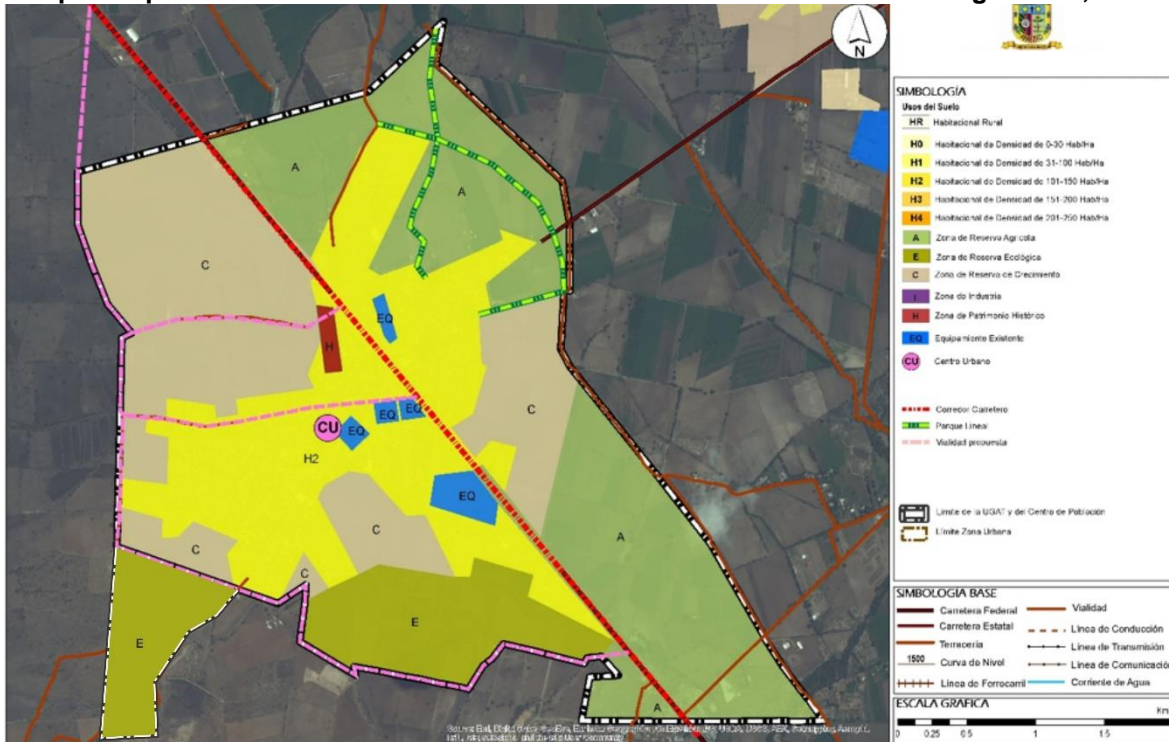 N
SIMBOLOGÍA
Usos del Suelo
HR Habitacional Rural
H0 Habitacional de Densidad de 0-30 Hab/Ha
H1 Habitacional de Densidad de 31-100 Hab/Ha
H2 Habitacional de Densidad de 101-150 Hab/Ha
H3 Habitacional de Densidad de 151-200 Hab/Ha
H4 Habitacional de Densidad de 201-250 Hab/Ha
A Zona de Reserva Agrícola
E Zona de Reserva Ecológica
C Zona de Reserva de Crecimiento
I Zona de Industria
H Zona de Patrimonio Histórico
EQ Equipamiento Existente
CU Centro Urbano
Corredor Carretero
Parque Lineal
Vialidad propuesta
Límite de la UGAT y del Centro de Población
Límite Zona Urbana
SIMBOLOGÍA BASE
Carretera Federal
Carretera Estatal
Terracería
1500 Curva de Nivel
Línea de Ferrocarril
Vialidad
Línea de Conducción
Línea de Transmisión
Línea de Comunicación
Corriente de Agua
ESCALA GRAFICA
Km
0 0.25 0.5 1 1.5
A
A
C
EQ
H
C
EQ
EQ
CU
EQ
H2
EQ
C
A
C
C
E
E
A